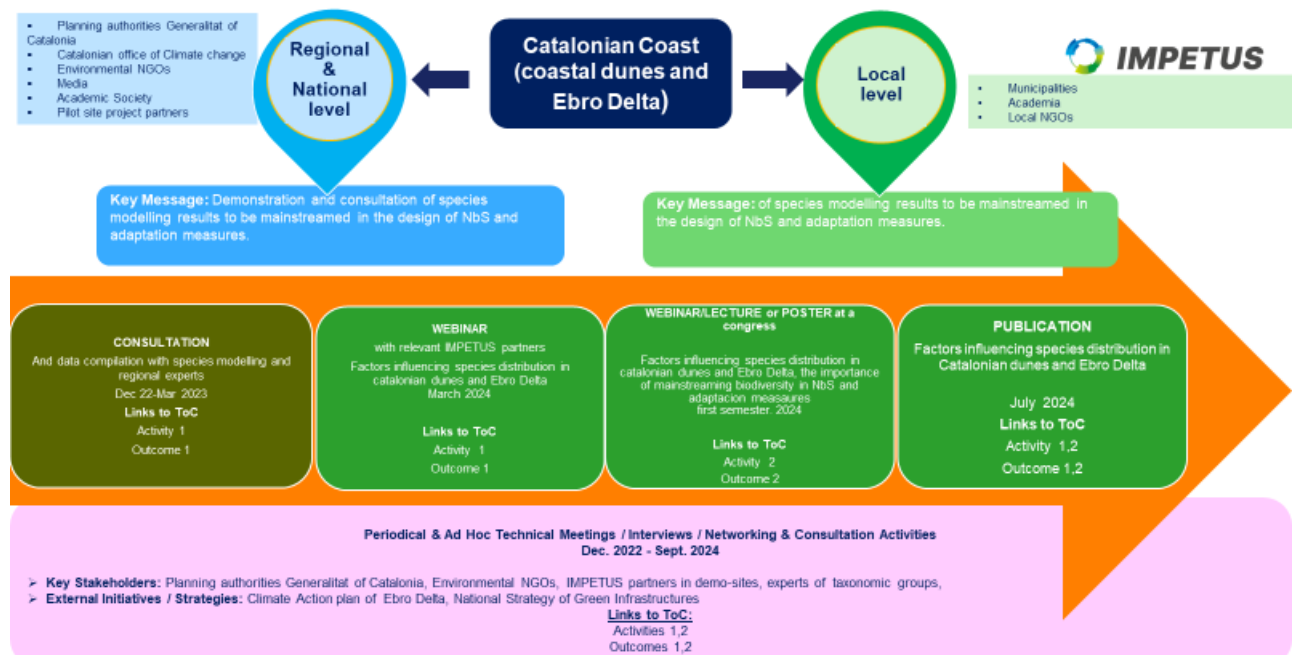 ▪ Planning authorities Generalitat of
Catalonia
▪ Catalonian office of Climate change
▪ Environmental NGOs
▪ Media
▪ Academic Society
▪ Pilot site project partners
Regional
&
National
level
Catalonian Coast
(coastal dunes and
Ebro Delta)
Local
level
IMPETUS
▪ Municipalities
▪ Academia
▪ Local NGOs
Key Message: Demonstration and consultation of species
modelling results to be mainstreamed in the design of NbS and
adaptation measures.
Key Message: of species modelling results to be mainstreamed in
the design of NbS and adaptation measures.
CONSULTATION
And data compilation with species modelling and
regional experts
Dec 22-Mar 2023
Links to ToC
Activity 1
Outcome 1
WEBINAR
with relevant IMPETUS partners
Factors influencing species distribution in
catalonian dunes and Ebro Delta
March 2024
Links to ToC
Activity 1
Outcome 1
WEBINAR/LECTURE or POSTER at a
congress
Factors influencing species distribution in
catalonian dunes and Ebro Delta, the importance
of mainstreaming biodiversity in NbS and
adaptacion measaures
first semester. 2024
Links to ToC
Activity 2
Outcome 2
PUBLICATION
Factors influencing species distribution in
Catalonian dunes and Ebro Delta
July 2024
Links to ToC
Activity 1,2
Outcome 1,2
Periodical & Ad Hoc Technical Meetings / Interviews / Networking & Consultation Activities
Dec. 2022 - Sept. 2024
➢ Key Stakeholders: Planning authorities Generalitat of Catalonia, Environmental NGOs, IMPETUS partners in demo-sites, experts of taxonomic groups,
➢ External Initiatives / Strategies: Climate Action plan of Ebro Delta, National Strategy of Green Infrastructures
Links to ToC:
Activities 1,2
Outcomes 1,2